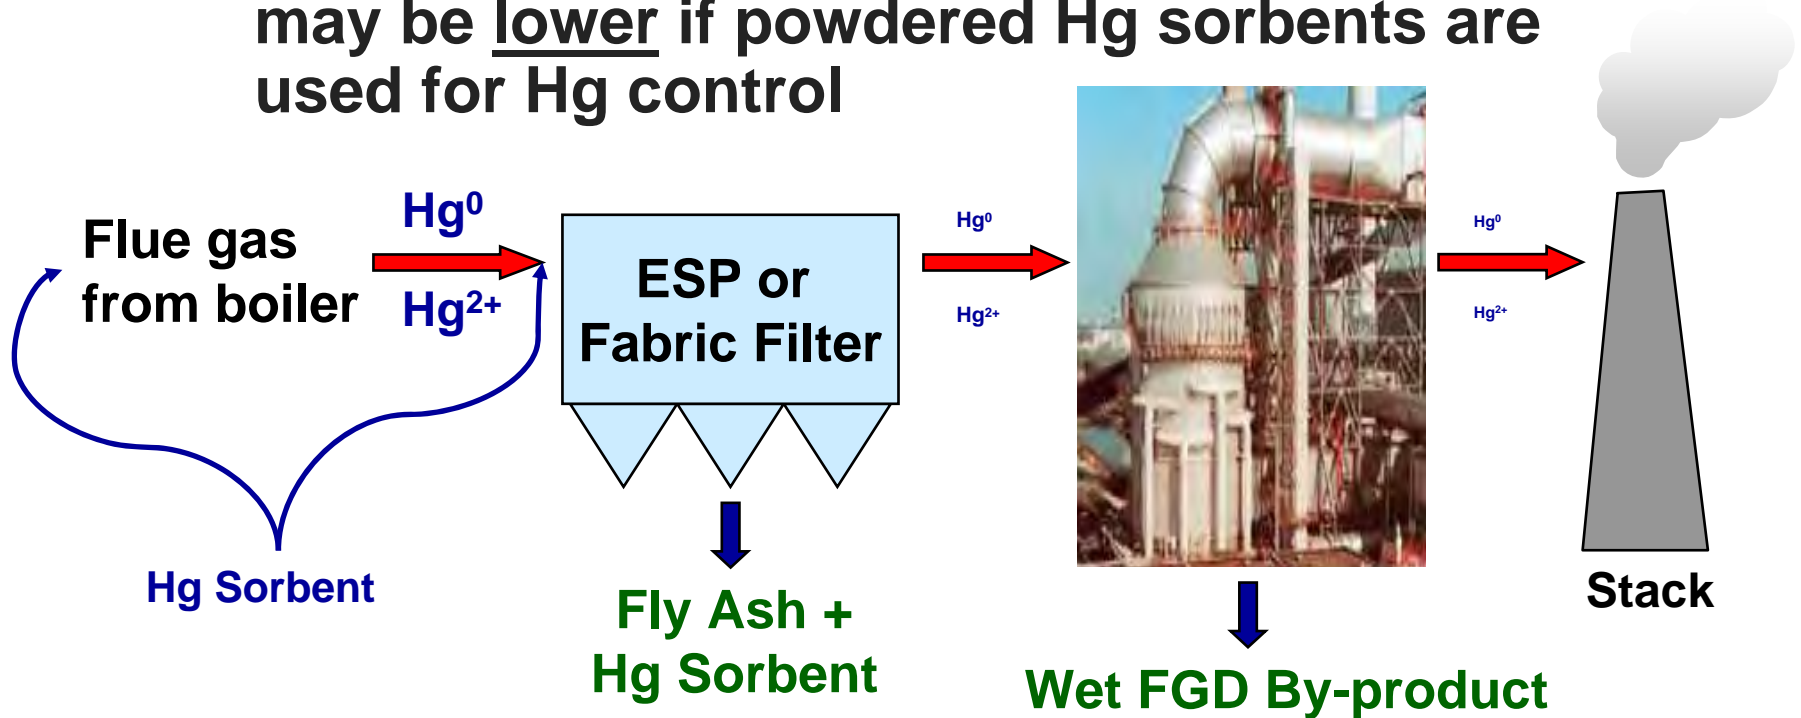 may be lower if powdered Hg sorbents are
used for Hg control
Flue gas
from boiler
Hg⁰
Hg²⁺
ESP or
Fabric Filter
Hg⁰
Hg²⁺
Hg⁰
Hg²⁺
Hg Sorbent
Fly Ash +
Hg Sorbent
Wet FGD By-product
Stack